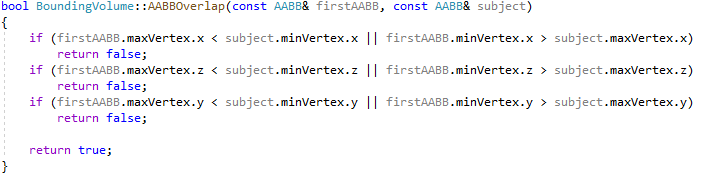 bool BoundingVolume::AABBOverlap(const AABB& firstAABB, const AABB& subject)
{
    if (firstAABB.maxVertex.x < subject.minVertex.x || firstAABB.minVertex.x > subject.maxVertex.x)
        return false;
    if (firstAABB.maxVertex.z < subject.minVertex.z || firstAABB.minVertex.z > subject.maxVertex.z)
        return false;
    if (firstAABB.maxVertex.y < subject.minVertex.y || firstAABB.minVertex.y > subject.maxVertex.y)
        return false;

    return true;
}